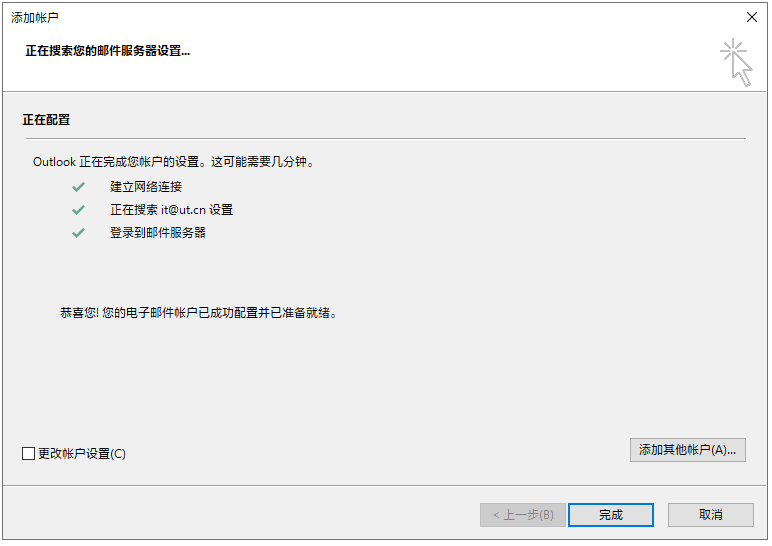 添加帐户
正在搜索您的邮件服务器设置...
正在配置
Outlook 正在完成您帐户的设置。这可能需要几分钟。
建立网络连接
正在搜索 it@ut.cn 设置
登录到邮件服务器
恭喜您! 您的电子邮件帐户已成功配置并已准备就绪。
更改帐户设置(C)
添加其他帐户(A)...
< 上一步(B)
完成
取消